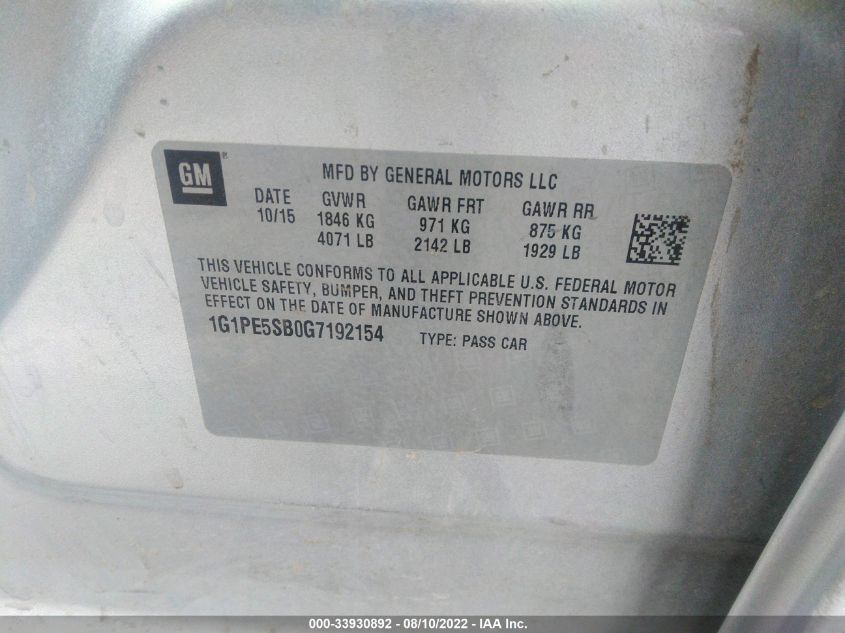 GM ®
MFD BY GENERAL MOTORS LLC
DATE GVWR GAWR FRT GAWR RR
10/15 1846 KG 971 KG 875 KG
4071 LB 2142 LB 1929 LB
THIS VEHICLE CONFORMS TO ALL APPLICABLE U.S. FEDERAL MOTOR
VEHICLE SAFETY, BUMPER, AND THEFT PREVENTION STANDARDS IN
EFFECT ON THE DATE OF MANUFACTURE SHOWN ABOVE.
1G1PE5SB0G7192154 TYPE: PASS CAR
000-33930892 - 08/10/2022 - IAA Inc.